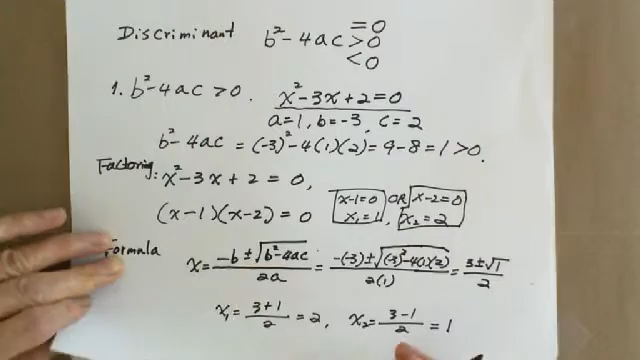 Discriminant b²-4ac =0
>0
<0
1. b²-4ac >0. x²-3x+2=0
a=1, b=-3, c=2
b²-4ac = (-3)²-4(1)(2)=9-8=1>0.
Factoring: x²-3x+2=0, x-1=0 OR x-2=0
(x-1)(x-2)=0 x₁=1, x₂=2
Formula x= (-b±√(b²-4ac))/2a = (-(-3)±√((-3)²-4(1)(2)))/2(1) = (3±√1)/2
x₁= (3+1)/2 =2, x₂= (3-1)/2 =1